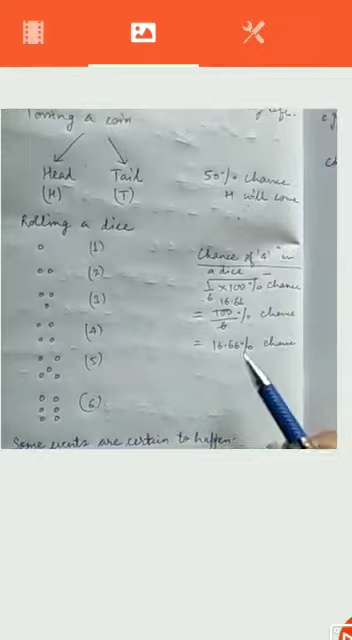 Tossing a coin
Head Tail 50% chance
(H) (T) H will come
Rolling a dice
(1) Chance of '4' in
(2) a dice
(3) 1/6 x 100% chance
16.66
(4) = 100/6 % chance
(5) = 16.66% chance
(6)
Some events are certain to happen.